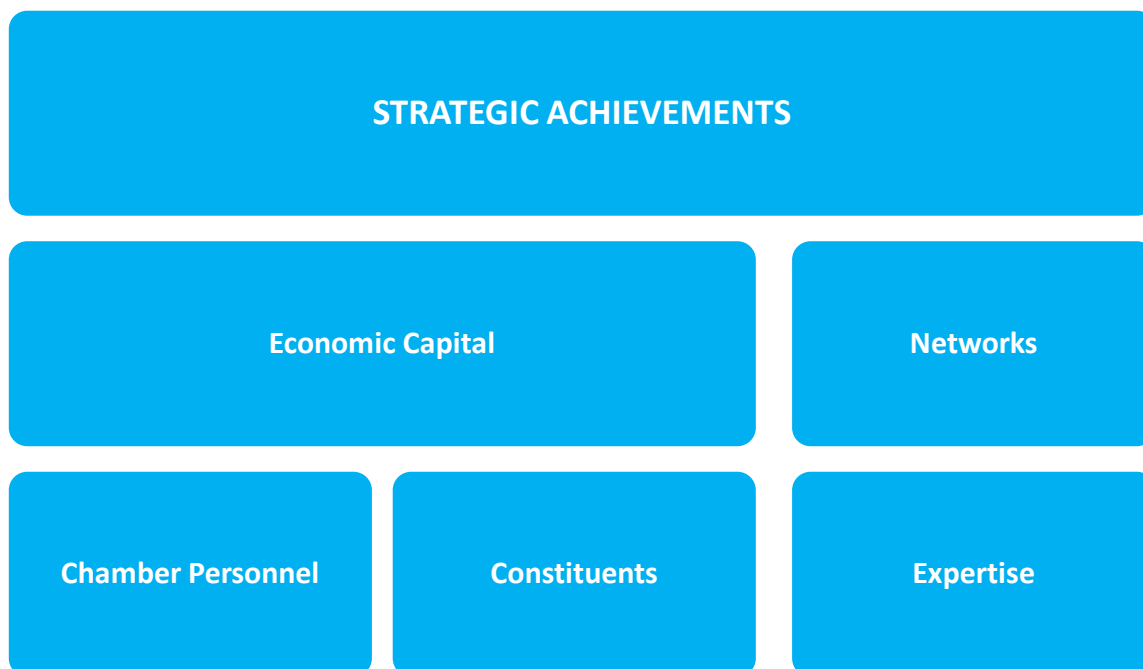 STRATEGIC ACHIEVEMENTS
Economic Capital
Networks
Chamber Personnel
Constituents
Expertise